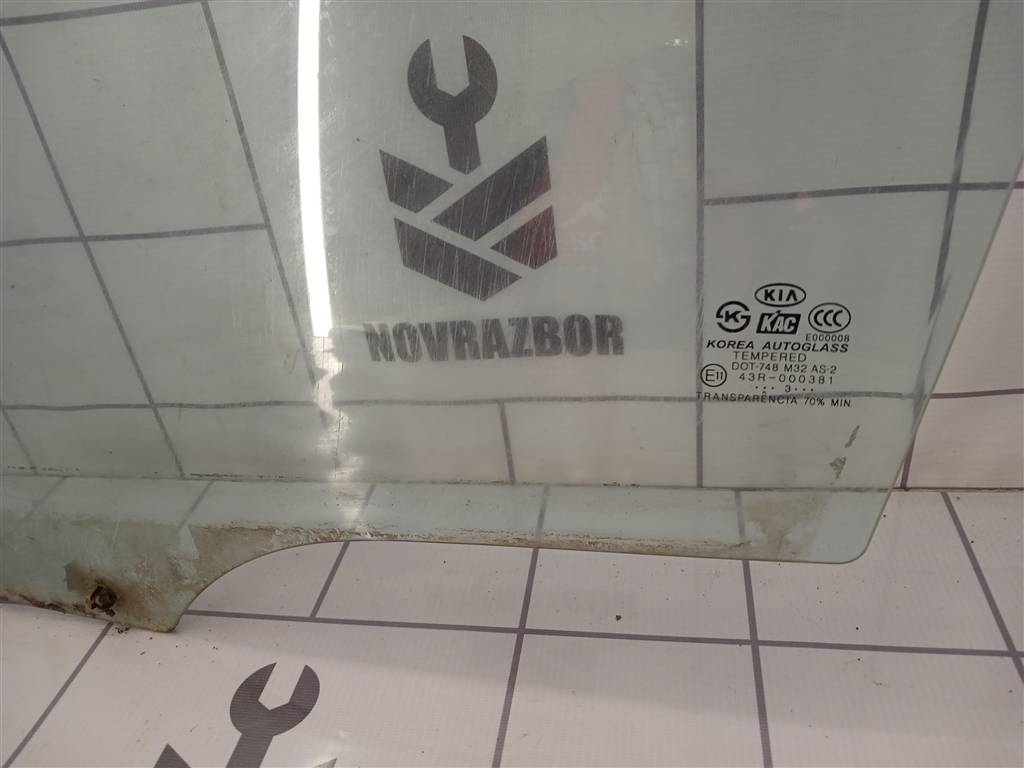 NOVRAZBOR
KIA
KAC
CCC
E000008
KOREA AUTOGLASS
TEMPERED
DOT-748 M32 AS-2
E11 43R-000381
... 3 ...
TRANSPARENCIA 70% MIN.